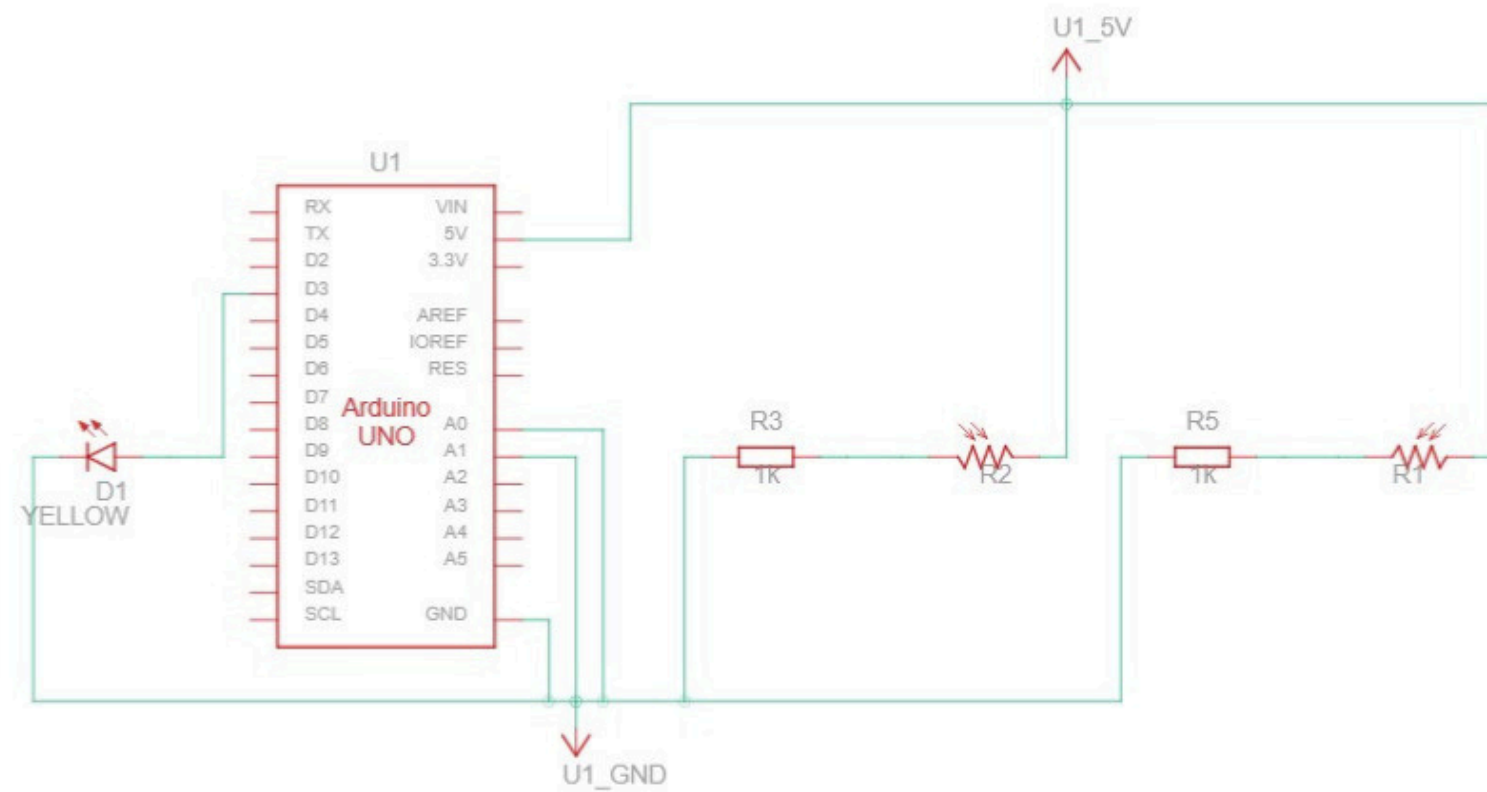 U1_5V
U1
RX VIN
TX 5V
D2 3.3V
D3
D4 AREF
D5 IOREF
D6 RES
D7
Arduino
UNO
D8 A0
D9 A1
D10 A2
D11 A3
D12 A4
D13 A5
SDA
SCL GND
D1
YELLOW
R3
1k
R2
R5
1k
R1
U1_GND